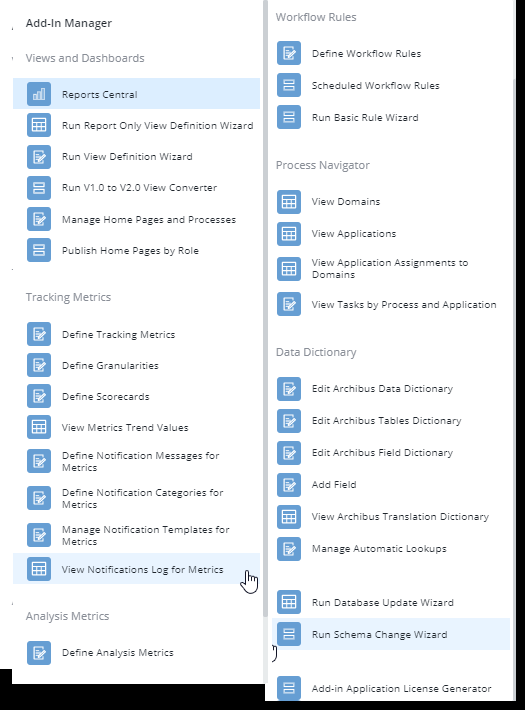 Add-In Manager
Views and Dashboards
Reports Central
Run Report Only View Definition Wizard
Run View Definition Wizard
Run V1.0 to V2.0 View Converter
Manage Home Pages and Processes
Publish Home Pages by Role
Tracking Metrics
Define Tracking Metrics
Define Granularities
Define Scorecards
View Metrics Trend Values
Define Notification Messages for
Metrics
Define Notification Categories for
Metrics
Manage Notification Templates for
Metrics
View Notifications Log for Metrics
Analysis Metrics
Define Analysis Metrics
Workflow Rules
Define Workflow Rules
Scheduled Workflow Rules
Run Basic Rule Wizard
Process Navigator
View Domains
View Applications
View Application Assignments to
Domains
View Tasks by Process and Application
Data Dictionary
Edit Archibus Data Dictionary
Edit Archibus Tables Dictionary
Edit Archibus Field Dictionary
Add Field
View Archibus Translation Dictionary
Manage Automatic Lookups
Run Database Update Wizard
Run Schema Change Wizard
Add-in Application License Generator